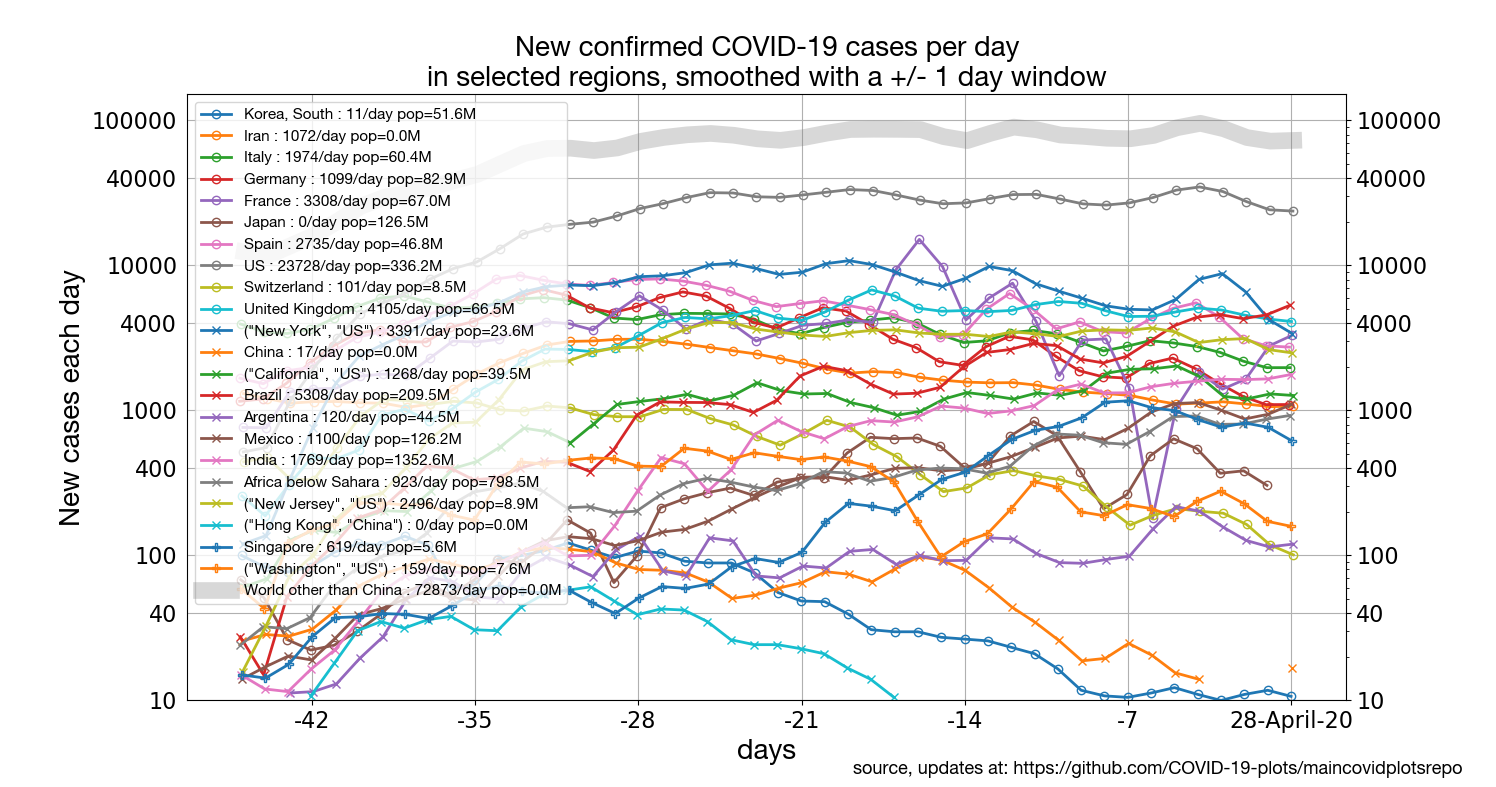 New confirmed COVID-19 cases per day
in selected regions, smoothed with a +/- 1 day window
New cases each day
100000
40000
10000
4000
1000
400
100
40
10
Korea, South : 11/day pop=51.6M
Iran : 1072/day pop=0.0M
Italy : 1974/day pop=60.4M
Germany : 1099/day pop=82.9M
France : 3308/day pop=67.0M
Japan : 0/day pop=126.5M
Spain : 2735/day pop=46.8M
US : 23728/day pop=336.2M
Switzerland : 101/day pop=8.5M
United Kingdom : 4105/day pop=66.5M
("New York", "US") : 3391/day pop=23.6M
China : 17/day pop=0.0M
("California", "US") : 1268/day pop=39.5M
Brazil : 5308/day pop=209.5M
Argentina : 120/day pop=44.5M
Mexico : 1100/day pop=126.2M
India : 1769/day pop=1352.6M
Africa below Sahara : 923/day pop=798.5M
("New Jersey", "US") : 2496/day pop=8.9M
("Hong Kong", "China") : 0/day pop=0.0M
Singapore : 619/day pop=5.6M
("Washington", "US") : 159/day pop=7.6M
World other than China : 72873/day pop=0.0M
100000
40000
10000
4000
1000
400
100
40
10
-42 -35 -28 -21 -14 -7 28-April-20
days
source, updates at: https://github.com/COVID-19-plots/maincovidplotsrepo